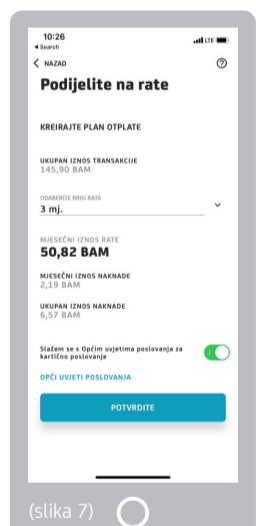 10:26
LTE
Search
NAZAD
Podijelite na rate
KREIRAJTE PLAN OTPLATE
UKUPAN IZNOS TRANSAKCIJE
145,90 BAM
ODABERITE BROJ RATA
3 mj.
MJESEČNI IZNOS RATE
50,82 BAM
MJESEČNI IZNOS NAKNADE
2,19 BAM
UKUPAN IZNOS NAKNADE
6,57 BAM
Slažem se s Općim uvjetima poslovanja za
kartično poslovanje
OPĆI UVJETI POSLOVANJA
POTVRDITE
(slika 7)